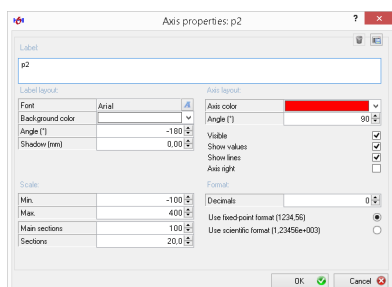 Axis properties: p2
?
Label:
p2
Label layout:
Font Arial
Background color
Angle (°) -180
Shadow (mm) 0,00
Axis layout:
Axis color
Angle (°) 90
Visible
Show values
Show lines
Axis right
Scale:
Min. -100
Max. 400
Main sections 100
Sections 20,0
Format:
Decimals 0
Use fixed-point format (1234,56)
Use scientific format (1,23456e+003)
OK
Cancel